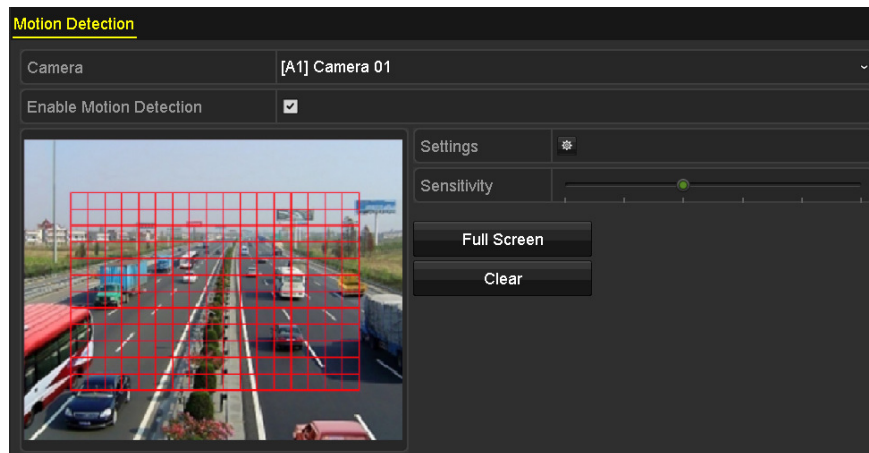 Motion Detection
Camera [A1] Camera 01
Enable Motion Detection
Settings
Sensitivity
Full Screen
Clear